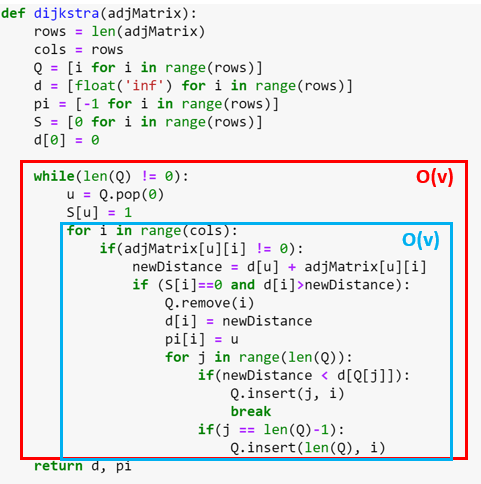 def dijkstra(adjMatrix):
    rows = len(adjMatrix)
    cols = rows
    Q = [i for i in range(rows)]
    d = [float('inf') for i in range(rows)]
    pi = [-1 for i in range(rows)]
    S = [0 for i in range(rows)]
    d[0] = 0

    while(len(Q) != 0): O(v)
        u = Q.pop(0)
        S[u] = 1
        for i in range(cols): O(v)
            if(adjMatrix[u][i] != 0):
                newDistance = d[u] + adjMatrix[u][i]
                if (S[i]==0 and d[i]>newDistance):
                    Q.remove(i)
                    d[i] = newDistance
                    pi[i] = u
                    for j in range(len(Q)):
                        if(newDistance < d[Q[j]]):
                            Q.insert(j, i)
                            break
                        if(j == len(Q)-1):
                            Q.insert(len(Q), i)
    return d, pi